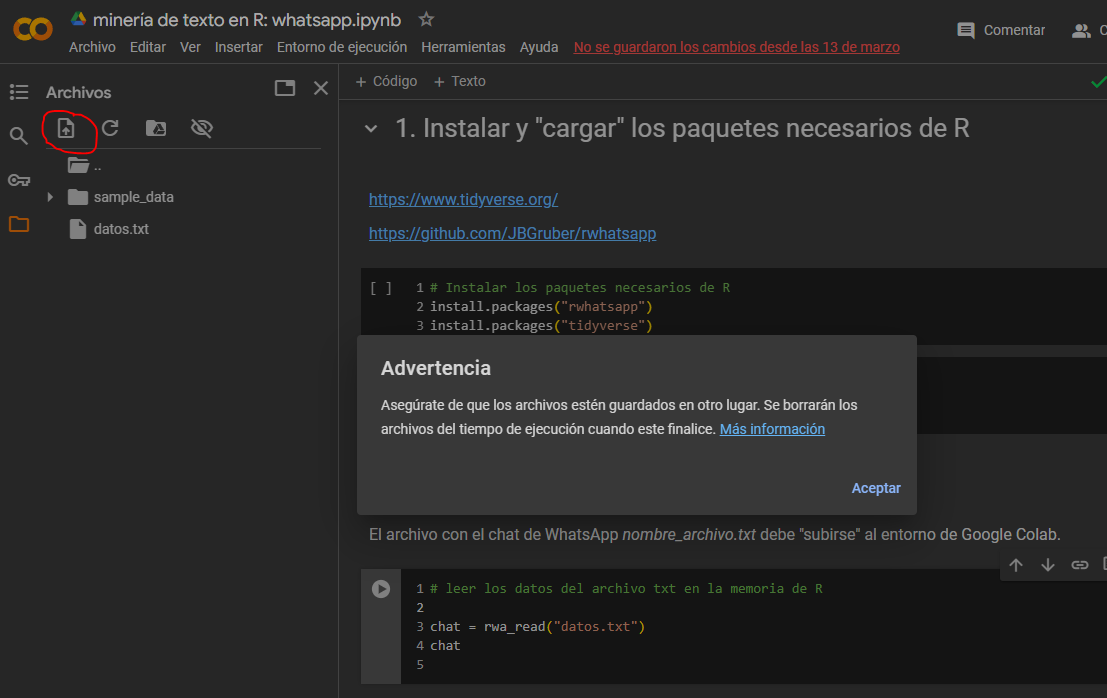 minería de texto en R: whatsapp.ipynb
Archivo Editar Ver Insertar Entorno de ejecución Herramientas Ayuda No se guardaron los cambios desde las 13 de marzo
Comentar
Archivos
+ Código + Texto
1. Instalar y "cargar" los paquetes necesarios de R
..
sample_data
datos.txt
https://www.tidyverse.org/
https://github.com/JBGruber/rwhatsapp
[ ] 1 # Instalar los paquetes necesarios de R
2 install.packages("rwhatsapp")
3 install.packages("tidyverse")
Advertencia
Asegúrate de que los archivos estén guardados en otro lugar. Se borrarán los
archivos del tiempo de ejecución cuando este finalice. Más información
Aceptar
El archivo con el chat de WhatsApp nombre_archivo.txt debe "subirse" al entorno de Google Colab.
1 # leer los datos del archivo txt en la memoria de R
2
3 chat = rwa_read("datos.txt")
4 chat
5